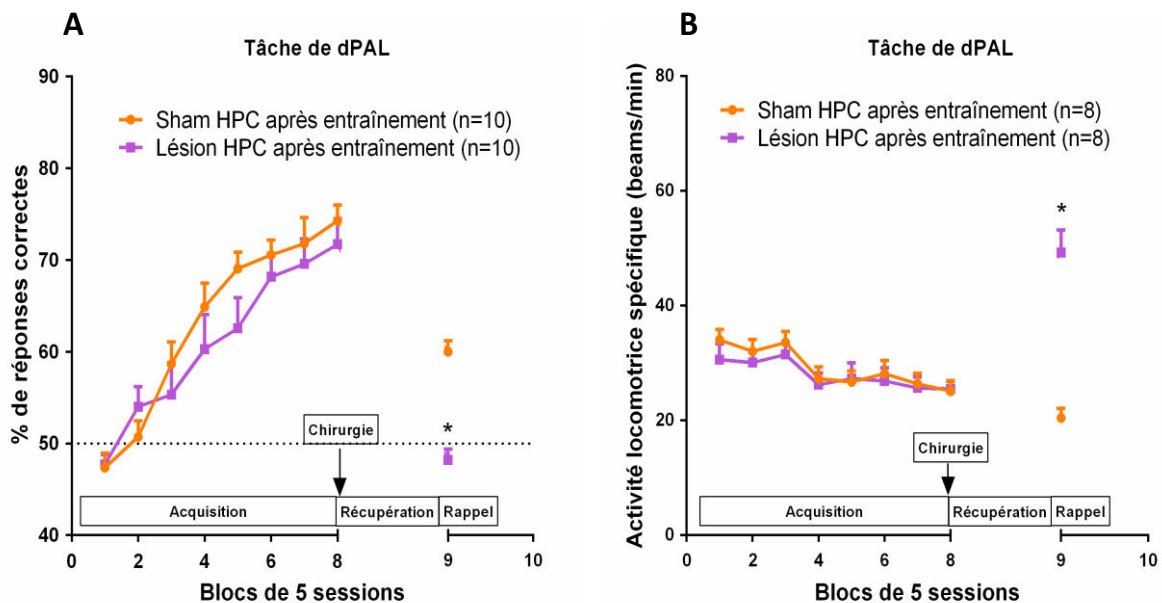 A
Tâche de dPAL
90
80
70
60
50
40
% de réponses correctes
Sham HPC après entraînement (n=10)
Lésion HPC après entraînement (n=10)
*
Chirurgie
Acquisition
Récupération
Rappel
0
2
4
6
8
9
10
Blocs de 5 sessions
B
Tâche de dPAL
80
60
40
20
0
Activité locomotrice spécifique (beams/min)
Sham HPC après entraînement (n=8)
Lésion HPC après entraînement (n=8)
*
Chirurgie
Acquisition
Récupération
Rappel
0
2
4
6
8
9
10
Blocs de 5 sessions